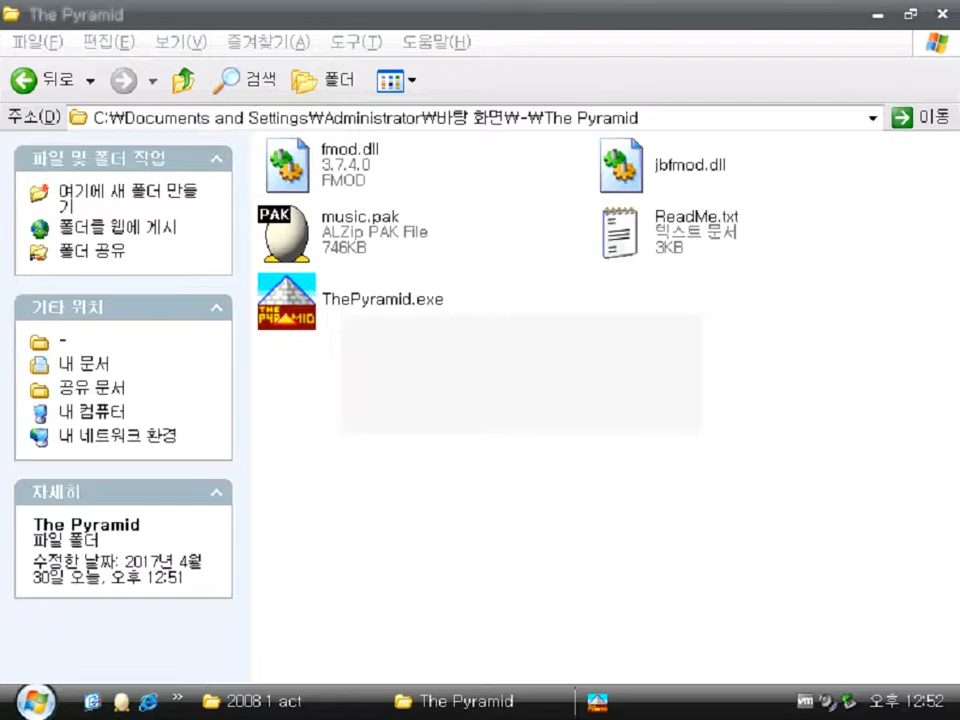 The Pyramid
파일(F) 편집(E) 보기(V) 즐겨찾기(A) 도구(T) 도움말(H)
뒤로 검색 폴더
주소(D) C:₩Documents and Settings₩Administrator₩바탕 화면₩-₩The Pyramid 이동
파일 및 폴더 작업
여기에 새 폴더 만들
기
폴더를 웹에 게시
폴더 공유
기타 위치
-
내 문서
공유 문서
내 컴퓨터
내 네트워크 환경
자세히
The Pyramid
파일 폴더
수정한 날짜: 2017년 4월
30일 오늘, 오후 12:51
fmod.dll
3.7.4.0
FMOD
jbfmod.dll
PAK
music.pak
ALZip PAK File
746KB
ReadMe.txt
텍스트 문서
3KB
THE
PYRAMID
ThePyramid.exe
2008 1 act
The Pyramid
vm
오후 12:52